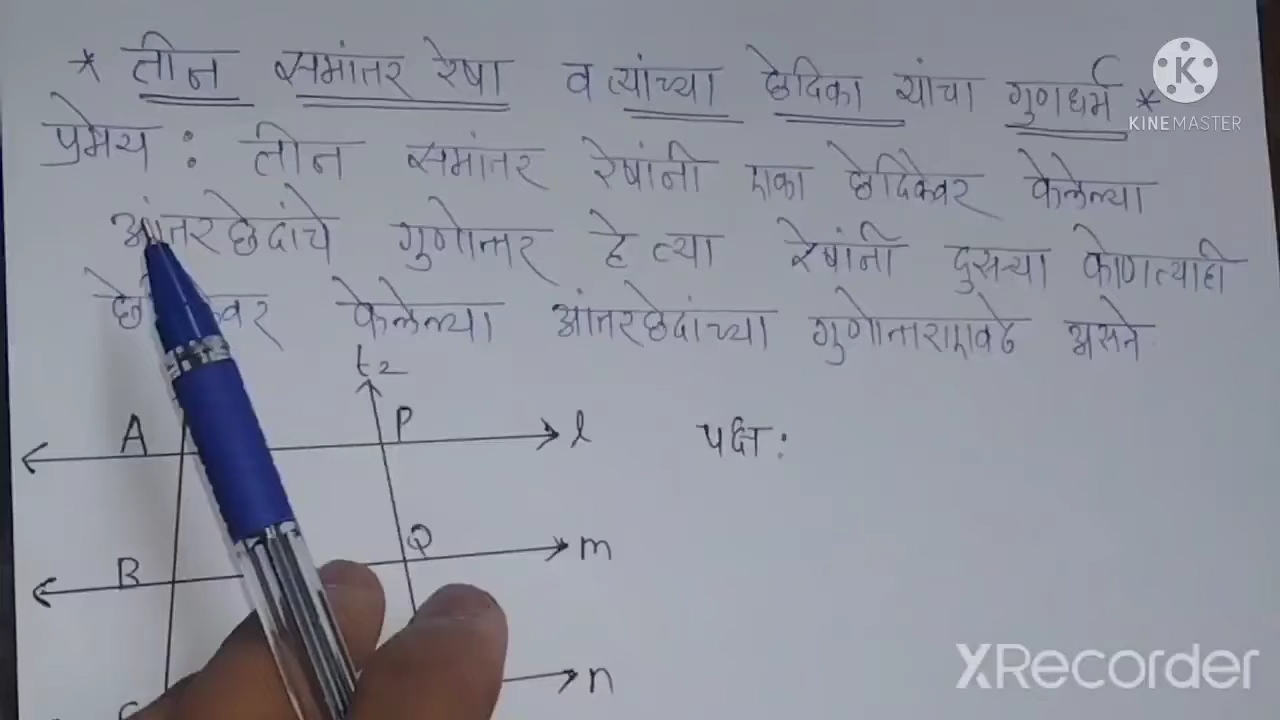 * तीन समांतर रेषा व त्यांच्या छेदिका यांचा गुणधर्म *
KINEMASTER
प्रमेय : तीन समांतर रेषांनी एका छेदिकेवर केलेल्या
आंतरछेदांचे गुणोत्तर हे त्या रेषांनी दुसऱ्या कोणत्याही
केलेल्या आंतरछेदांच्या गुणोत्तराएवढे असते
t2
A P l
पक्ष :
B Q m
n
XRecorder